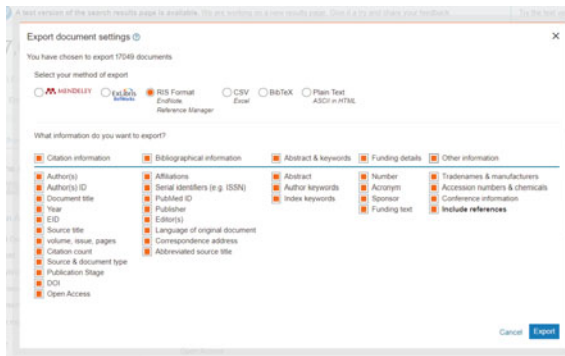 A test version of the search results page is available. We are working on a new results page. Give it a try and share your feedback.
Export document settings
You have chosen to export 17049 documents
Select your method of export
MENDELEY
ExLibris
RefWorks
RIS Format
EndNote,
Reference Manager
CSV
Excel
BibTeX
Plain Text
ASCII in HTML
What information do you want to export?
Citation information
Author(s)
Author(s) ID
Document title
Year
EID
Source title
volume, issue, pages
Citation count
Source & document type
Publication Stage
DOI
Open Access
Bibliographical information
Affiliations
Serial identifiers (e.g. ISSN)
PubMed ID
Publisher
Editor(s)
Language of original document
Correspondence address
Abbreviated source title
Abstract & keywords
Abstract
Author keywords
Index keywords
Funding details
Number
Acronym
Sponsor
Funding text
Other information
Tradenames & manufacturers
Accession numbers & chemicals
Conference information
Include references
Cancel
Export